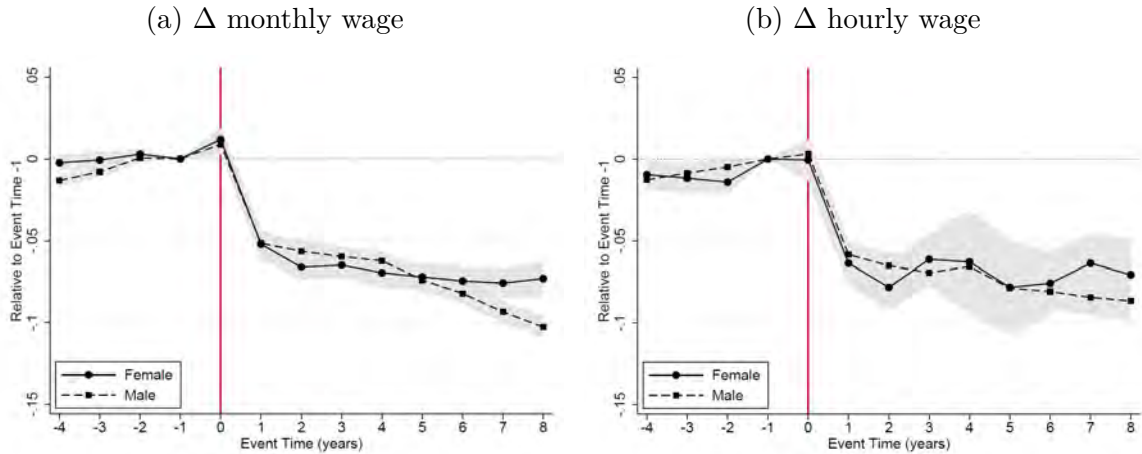 (a) Δ monthly wage
Relative to Event Time -1
.05
0
-.05
-.1
-.15
Female
Male
-4 -3 -2 -1 0 1 2 3 4 5 6 7 8
Event Time (years)
(b) Δ hourly wage
Relative to Event Time -1
.05
0
-.05
-.1
-.15
Female
Male
-4 -3 -2 -1 0 1 2 3 4 5 6 7 8
Event Time (years)